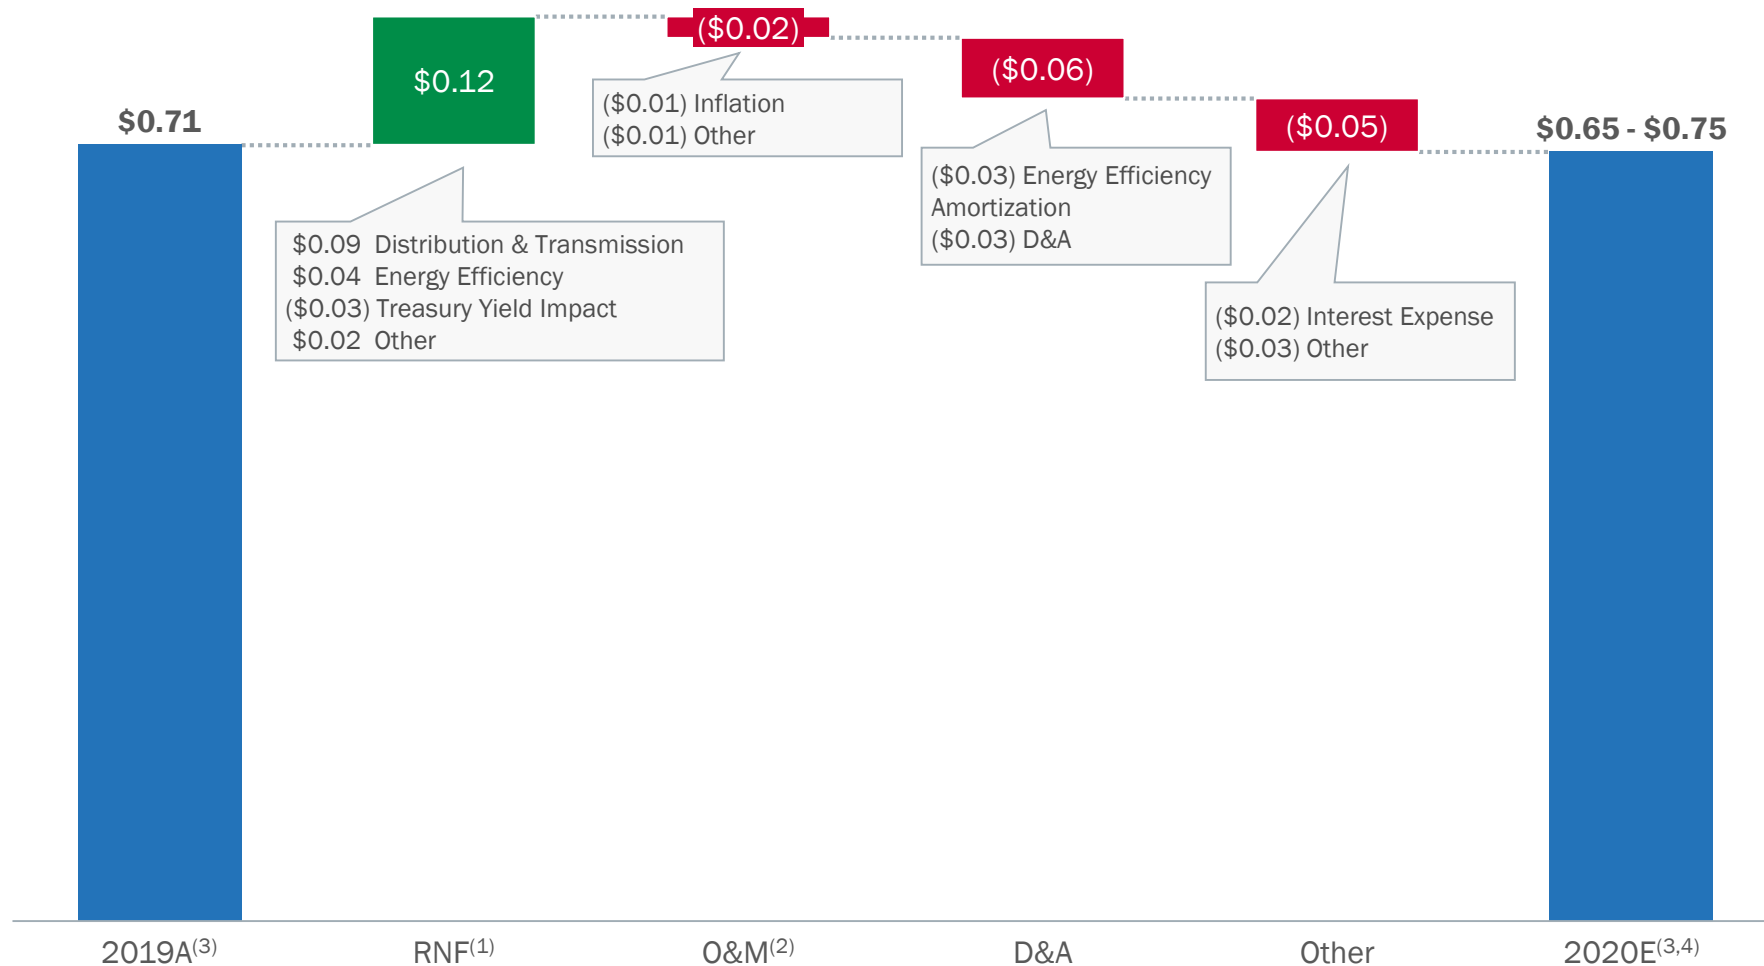 $0.71
$0.12
($0.02)
($0.06)
($0.05)
$0.65 - $0.75
$0.09 Distribution & Transmission
$0.04 Energy Efficiency
($0.03) Treasury Yield Impact
$0.02 Other
($0.01) Inflation
($0.01) Other
($0.03) Energy Efficiency
Amortization
($0.03) D&A
($0.02) Interest Expense
($0.03) Other
2019A(3)
RNF(1)
O&M(2)
D&A
Other
2020E(3,4)